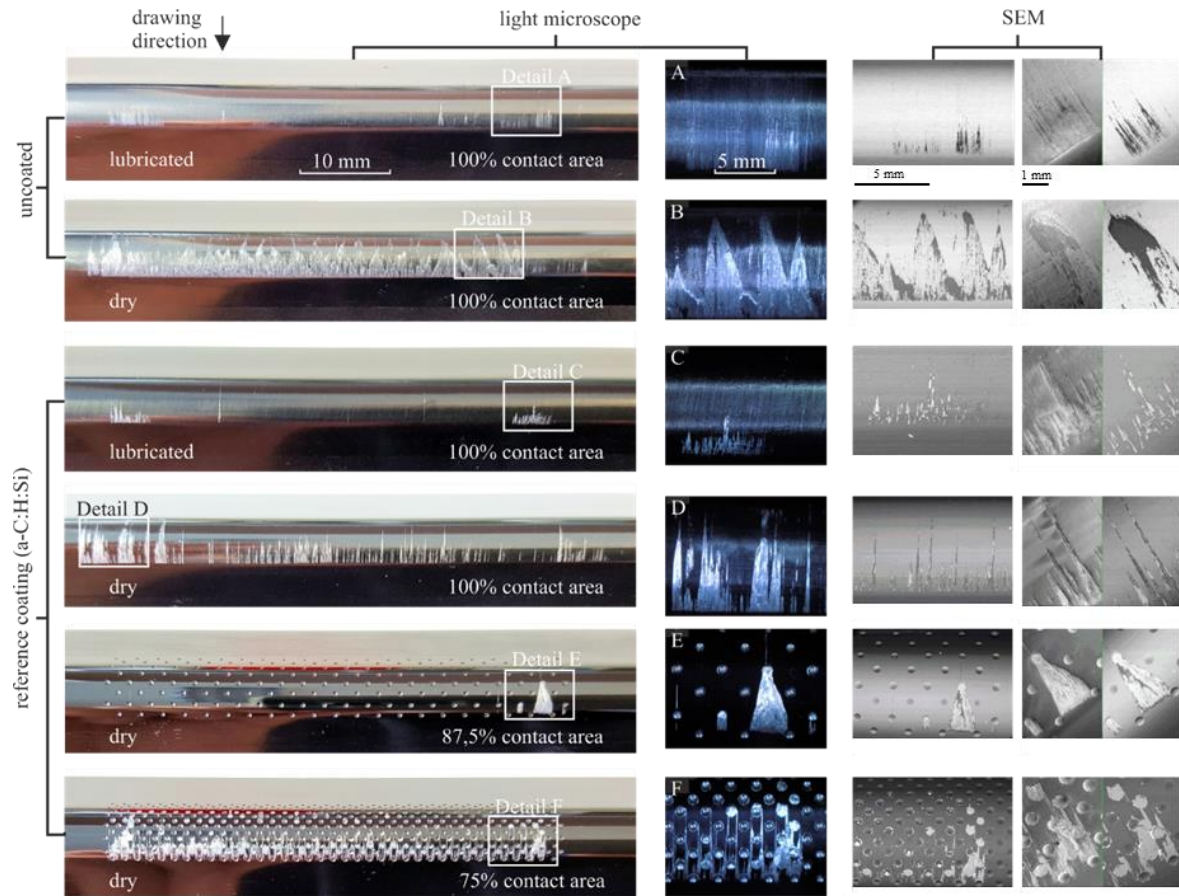 drawing
direction
light microscope
SEM
uncoated
Detail A
lubricated
10 mm
100% contact area
A
5 mm
5 mm
1 mm
Detail B
dry
100% contact area
B
reference coating (a-C:H:Si)
Detail C
lubricated
100% contact area
C
Detail D
dry
100% contact area
D
Detail E
dry
87,5% contact area
E
Detail F
dry
75% contact area
F